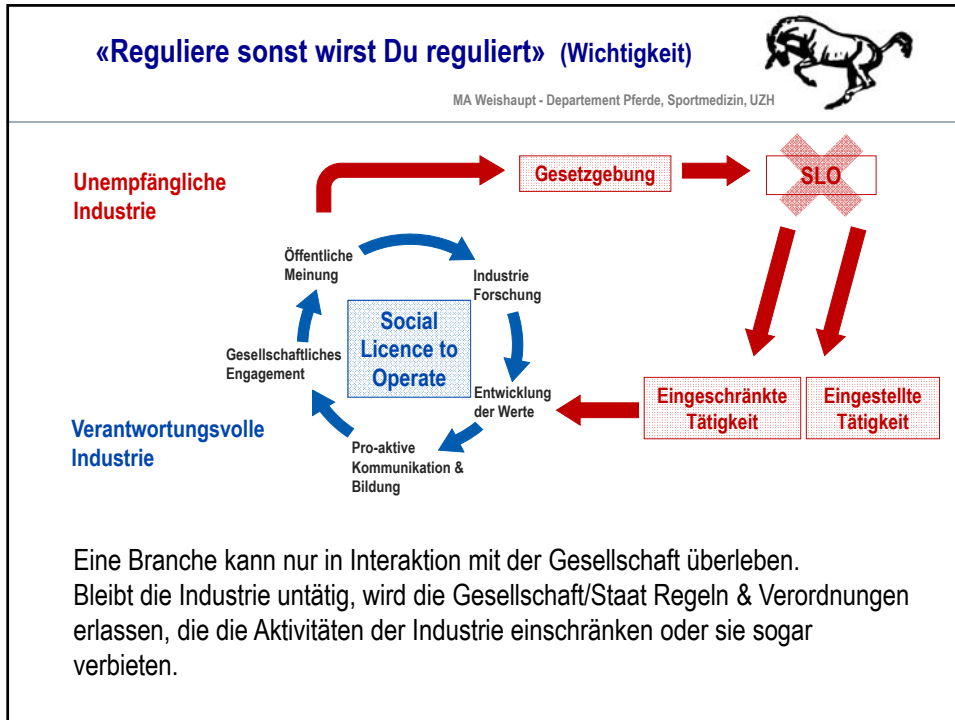 «Reguliere sonst wirst Du reguliert» (Wichtigkeit)
MA Weishaupt - Departement Pferde, Sportmedizin, UZH
Unempfängliche
Industrie
Gesetzgebung
SLO
Öffentliche
Meinung
Industrie
Forschung
Social
Licence to
Operate
Gesellschaftliches
Engagement
Entwicklung
der Werte
Eingeschränkte
Tätigkeit
Eingestellte
Tätigkeit
Verantwortungsvolle
Industrie
Pro-aktive
Kommunikation &
Bildung
Eine Branche kann nur in Interaktion mit der Gesellschaft überleben.
Bleibt die Industrie untätig, wird die Gesellschaft/Staat Regeln & Verordnungen
erlassen, die die Aktivitäten der Industrie einschränken oder sie sogar
verbieten.